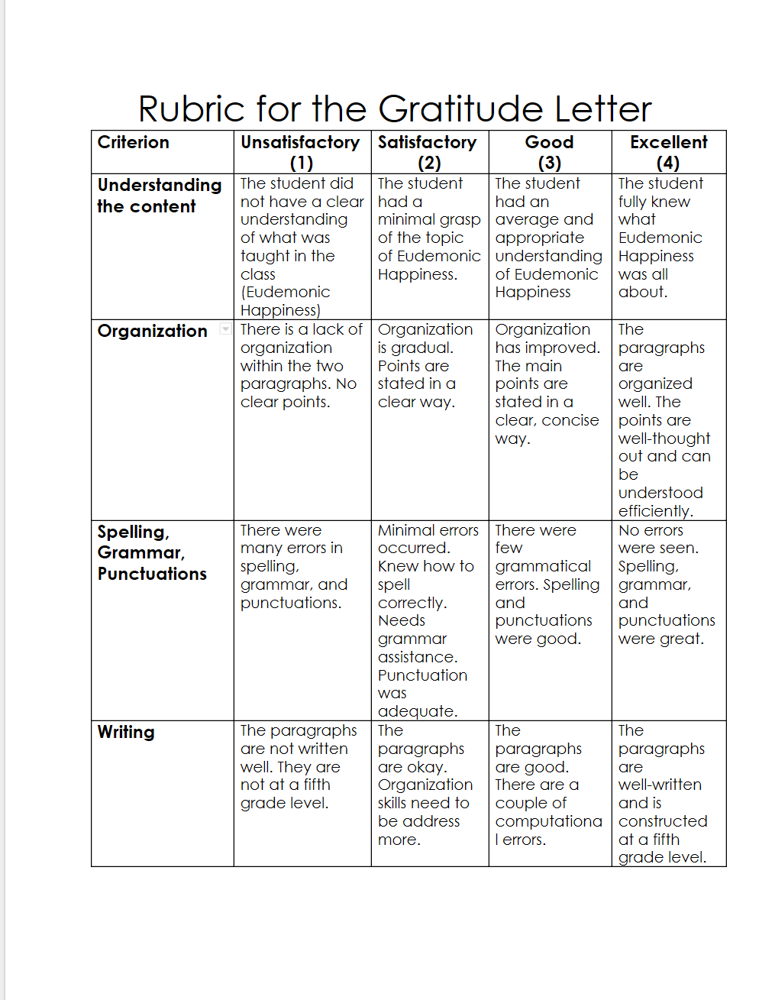 Rubric for the Gratitude Letter
Criterion
Unsatisfactory
(1)
Satisfactory
(2)
Good
(3)
Excellent
(4)
Understanding
the content
The student did
not have a clear
understanding
of what was
taught in the
class
(Eudemonic
Happiness)
The student
had a
minimal grasp
of the topic
of Eudemonic
Happiness.
The student
had an
average and
appropriate
understanding
of Eudemonic
Happiness
The student
fully knew
what
Eudemonic
Happiness
was all
about.
Organization
There is a lack of
organization
within the two
paragraphs. No
clear points.
Organization
is gradual.
Points are
stated in a
clear way.
Organization
has improved.
The main
points are
stated in a
clear, concise
way.
The
paragraphs
are
organized
well. The
points are
well-thought
out and can
be
understood
efficiently.
Spelling,
Grammar,
Punctuations
There were
many errors in
spelling,
grammar, and
punctuations.
Minimal errors
occurred.
Knew how to
spell
correctly.
Needs
grammar
assistance.
Punctuation
was
adequate.
There were
few
grammatical
errors. Spelling
and
punctuations
were good.
No errors
were seen.
Spelling,
grammar,
and
punctuations
were great.
Writing
The paragraphs
are not written
well. They are
not at a fifth
grade level.
The
paragraphs
are okay.
Organization
skills need to
be address
more.
The
paragraphs
are good.
There are a
couple of
computationa
l errors.
The
paragraphs
are
well-written
and is
constructed
at a fifth
grade level.